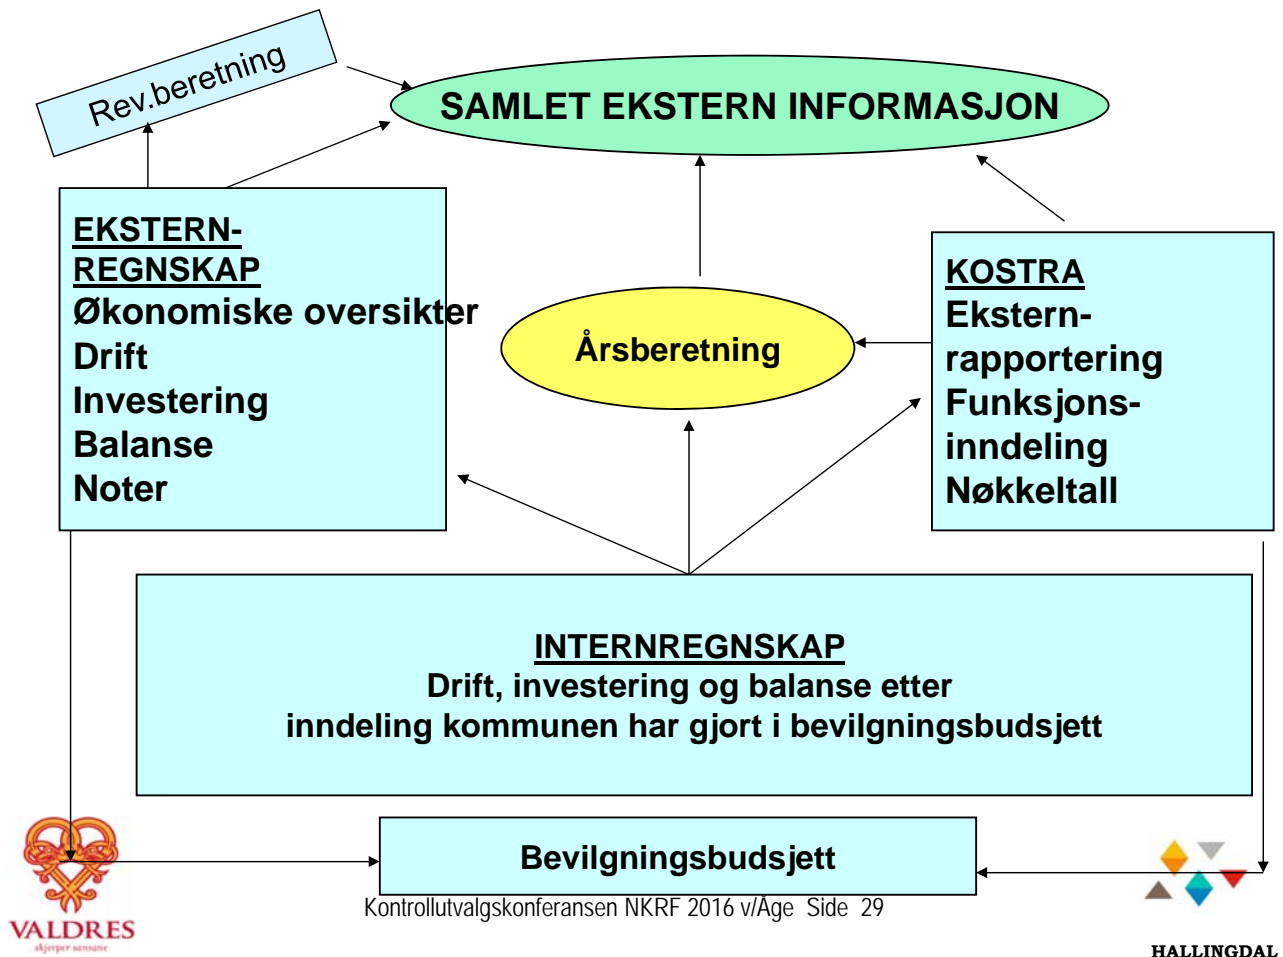 Rev.beretning
SAMLET EKSTERN INFORMASJON
EKSTERN-
REGNSKAP
Økonomiske oversikter
Drift
Investering
Balanse
Noter
Årsberetning
KOSTRA
Ekstern-
rapportering
Funksjons-
inndeling
Nøkkeltall
INTERNREGNSKAP
Drift, investering og balanse etter
inndeling kommunen har gjort i bevilgningsbudsjett
Bevilgningsbudsjett
Kontrollutvalgskonferansen NKRF 2016 v/Åge Side 29
VALDRES
skjerper sansane
HALLINGDAL